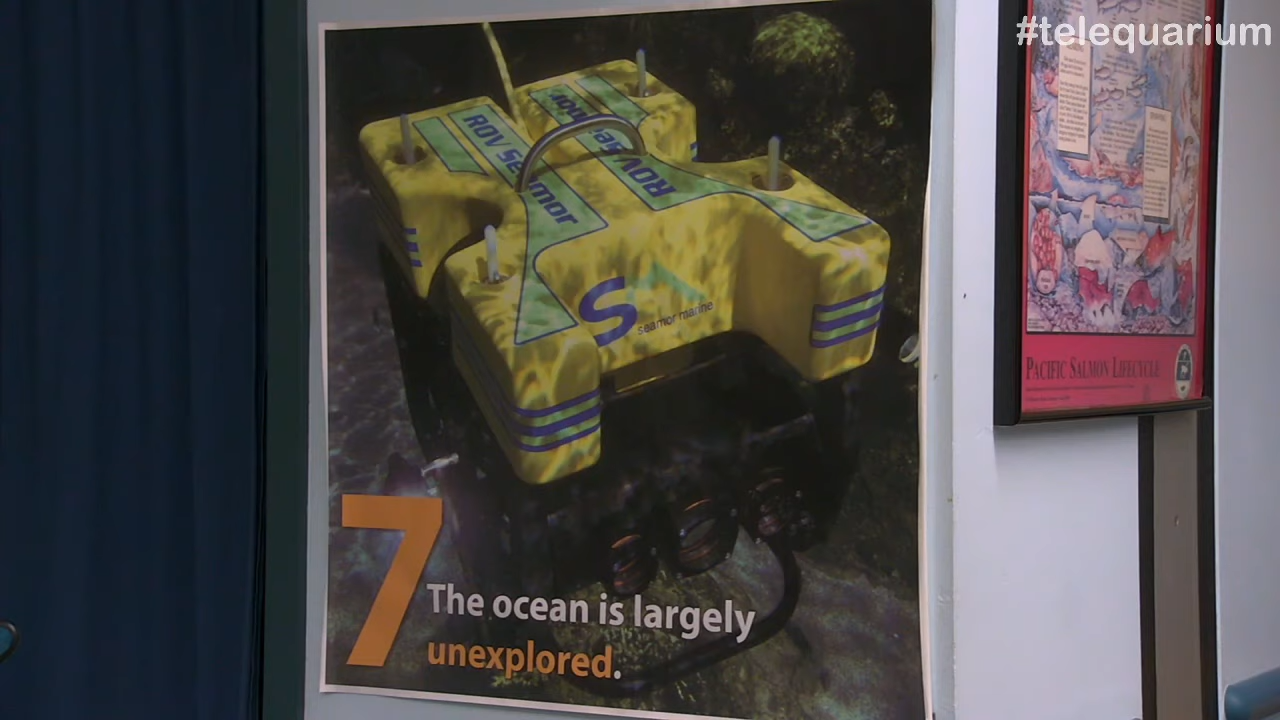 #telequarium
ROV Seamor
ROV Seamor
S
seamor marine
7
The ocean is largely
unexplored.
PACIFIC SALMON LIFECYCLE